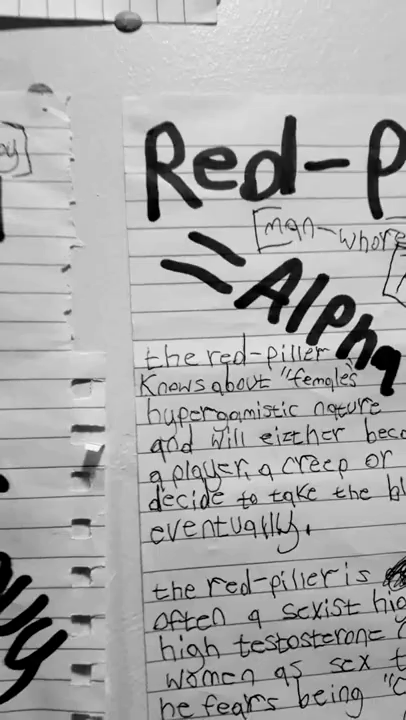 Red-P
[man-whore
= Alpha
the red-piller
knows about "females"
hypergamistic nature
and will eizther beco
a player, a creep or
decide to take the bl
eventually.
the red-piller is
often a sexist hig
high testosterone
women as sex t
he fears being "C